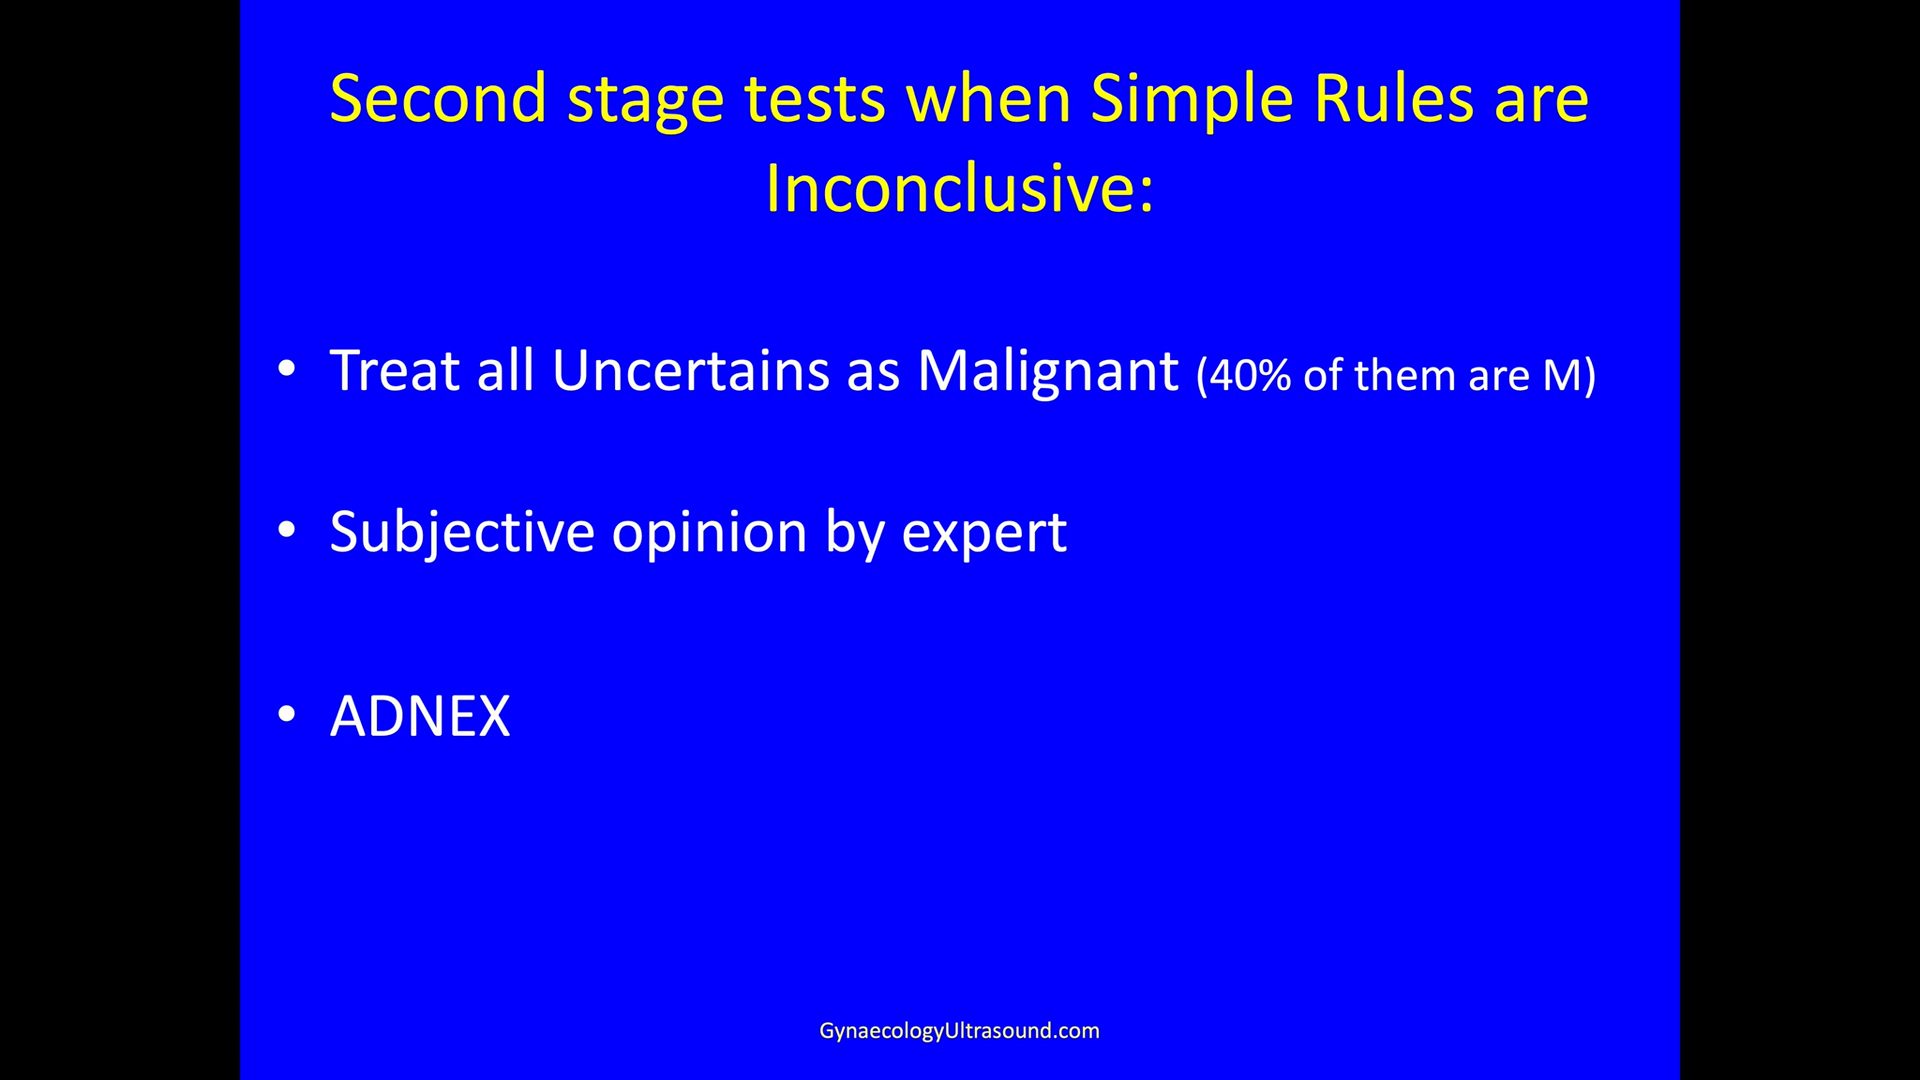 Second stage tests when Simple Rules are
Inconclusive:
• Treat all Uncertains as Malignant (40% of them are M)
• Subjective opinion by expert
• ADNEX
GynaecologyUltrasound.com